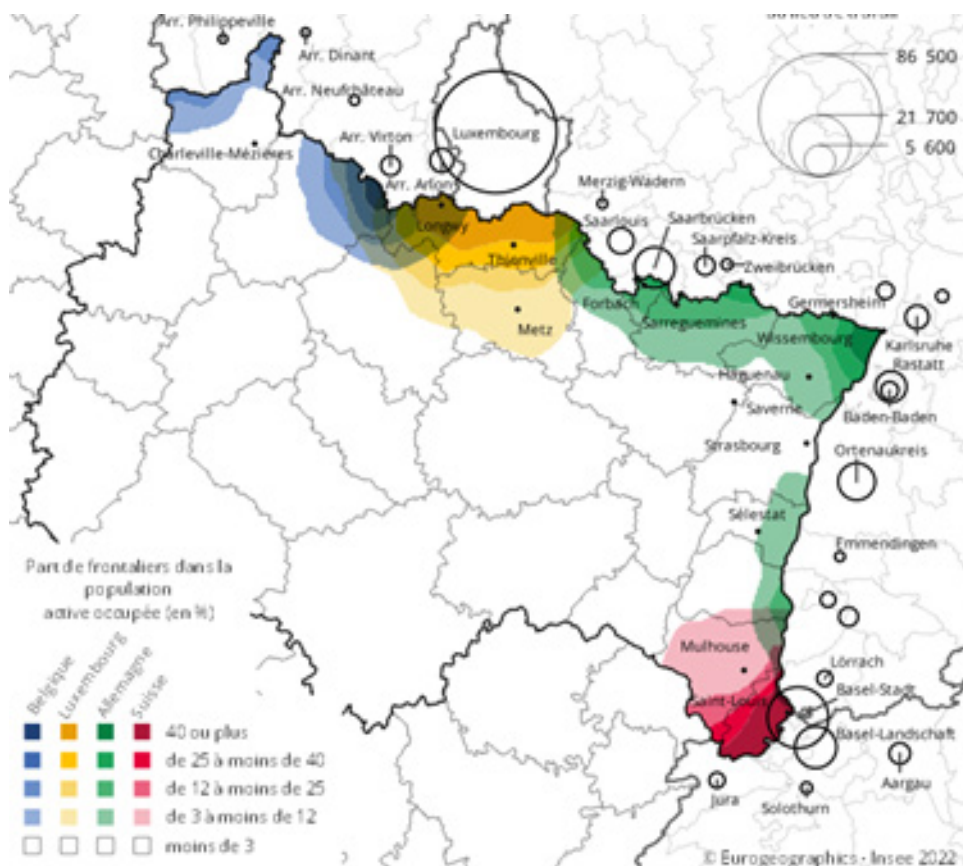 Arr. Philippeville
Arr. Dinant
86 500
Arr. Neufchâteau
21 700
Arr. Virton
Luxembourg
5 600
Charleville-Mézières
Arr. Arlon
Merzig-Wadern
Longwy
Saarlouis
Saarbrücken
Thionville
Saarpfalz-Kreis
Zweibrücken
Forbach
Germersheim
Metz
Sarreguemines
Wissembourg
Karlsruhe
Rastatt
Haguenau
Saverne
Baden-Baden
Strasbourg
Ortenaukreis
Sélestat
Emmendingen
Part de frontaliers dans la
population
active occupée (en %)
Mulhouse
Lörrach
Belgique
Luxembourg
Allemagne
Suisse
Saint-Louis
Basel-Stadt
40 ou plus
Basel-Landschaft
de 25 à moins de 40
Aargau
de 12 à moins de 25
Jura
Solothurn
de 3 à moins de 12
moins de 3
© Eurogeographics - Insee 2022